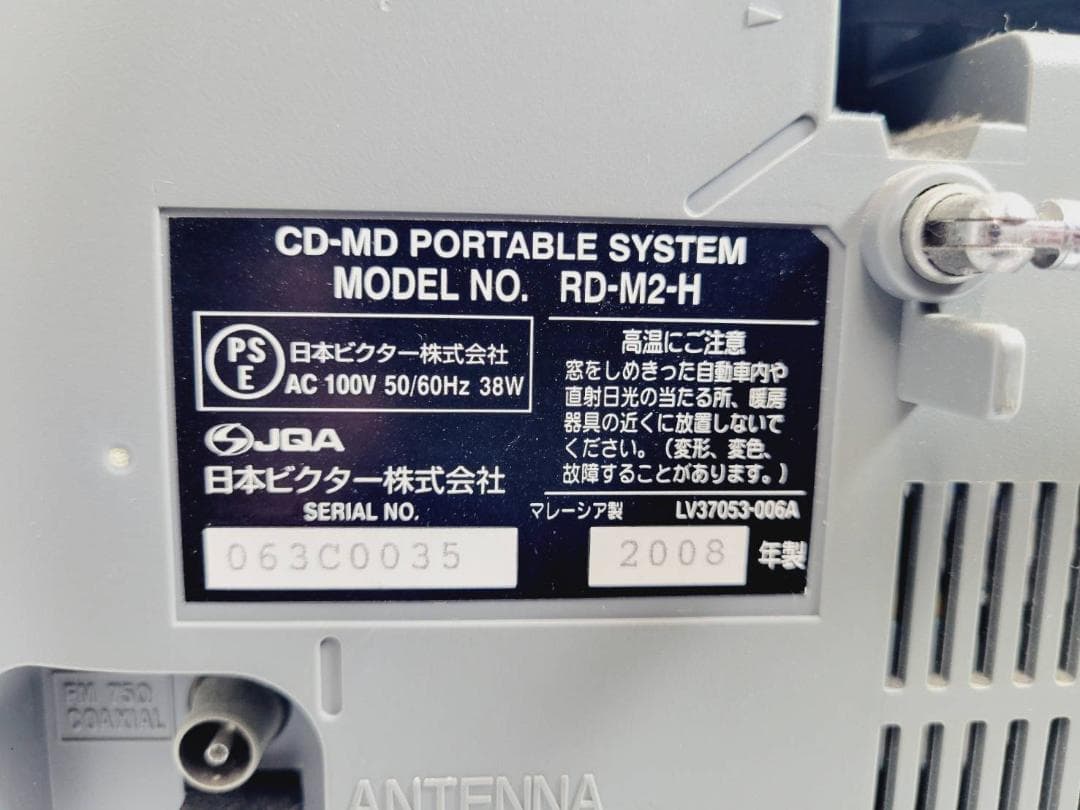 CD-MD PORTABLE SYSTEM
MODEL NO. RD-M2-H
PS
E
日本ビクター株式会社
AC 100V 50/60Hz 38W
JQA
日本ビクター株式会社
SERIAL NO.
063C0035
高温にご注意
窓をしめきった自動車内や
直射日光の当たる所、暖房
器具の近くに放置しないで
ください。(変形、変色、
故障することがあります。)
マレーシア製 LV37053-006A
2008 年製
FM 75Ω
COAXIAL
ANTENNA